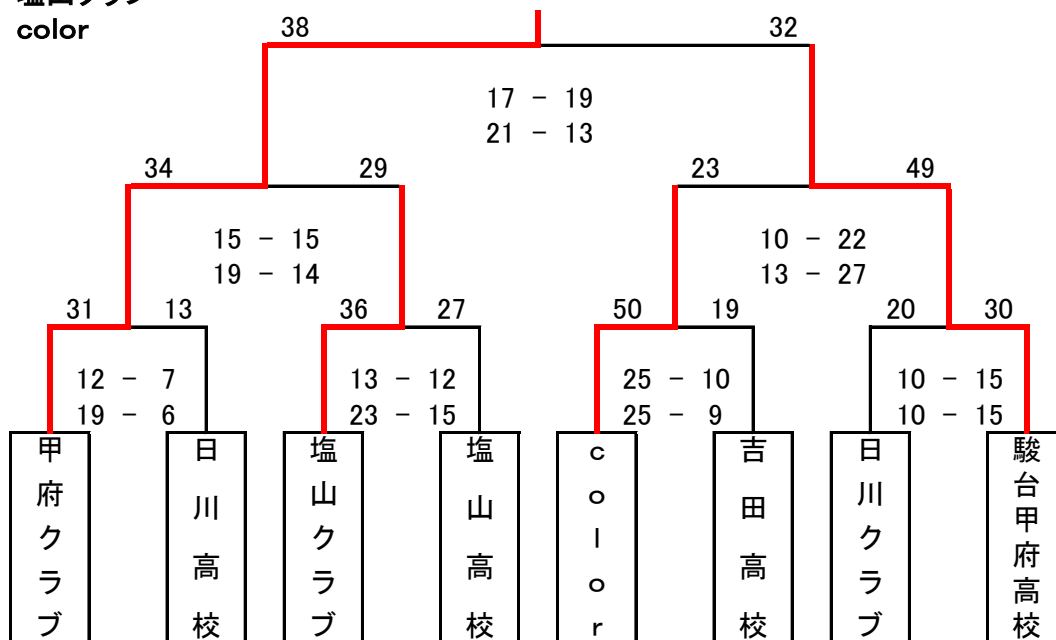 color
38 32
17 － 19
21 － 13
34 29 23 49
15 － 15 10 － 22
19 － 14 13 － 27
31 13 36 27 50 19 20 30
12 － 7 13 － 12 25 － 10 10 － 15
19 － 6 23 － 15 25 － 9 10 － 15
甲府クラブ
日川高校
塩山クラブ
塩山高校
color
吉田高校
日川クラブ
駿台甲府高校